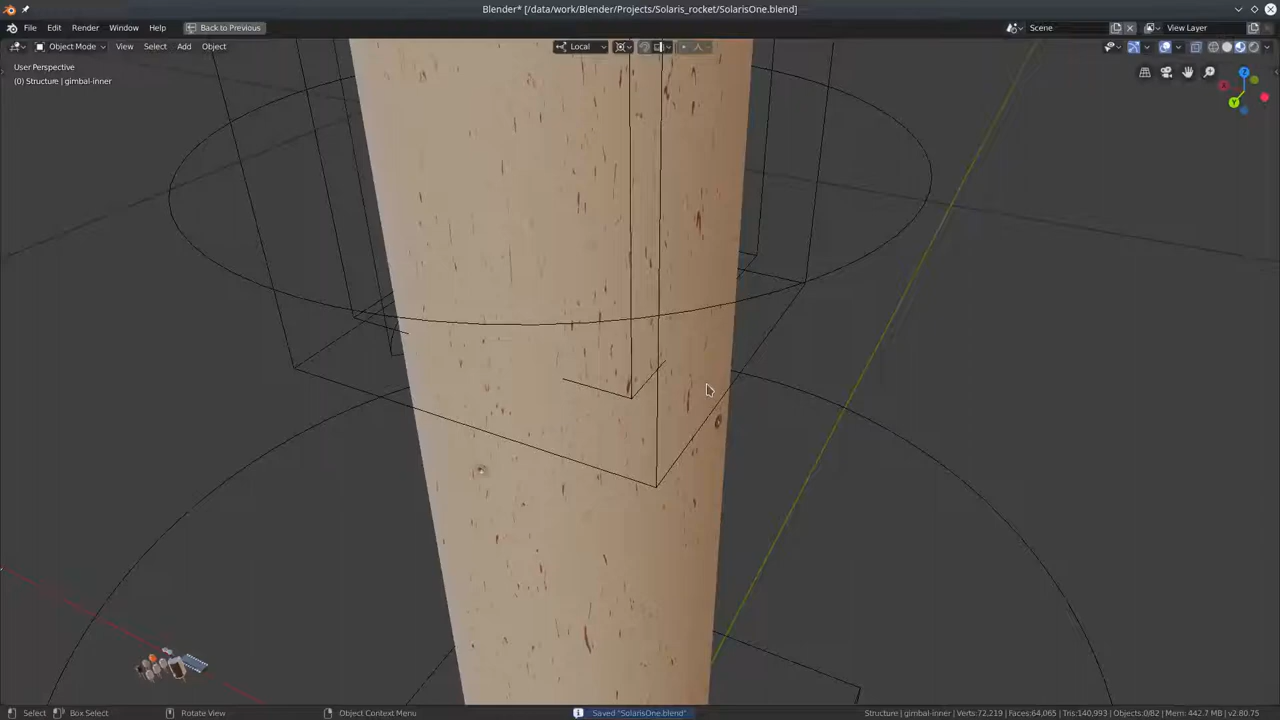 Blender* [/data/work/Blender/Projects/Solaris_rocket/SolarisOne.blend]
File Edit Render Window Help Back to Previous Scene View Layer
Object Mode View Select Add Object Local
User Perspective
(0) Structure | gimbal-inner
Z
Y
Select Box Select Rotate View Object Context Menu Saved "SolarisOne.blend" Structure | gimbal-inner | Verts:72,219 | Faces:64,065 | Tris:140,993 | Objects:0/82 | Mem: 442.7 MB | v2.80.75